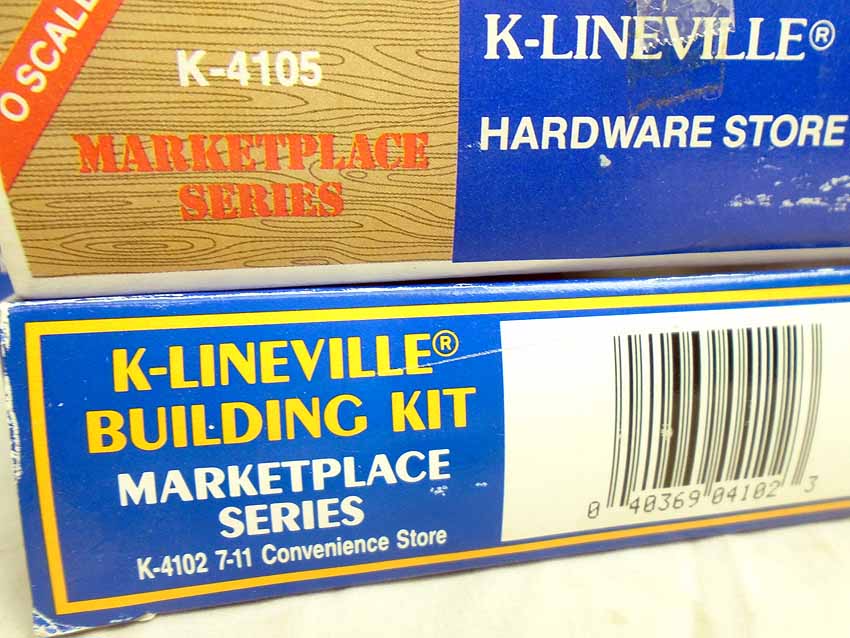 O SCALE
K-4105
MARKETPLACE
SERIES
K-LINEVILLE®
HARDWARE STORE
K-LINEVILLE®
BUILDING KIT
MARKETPLACE
SERIES
K-4102 7-11 Convenience Store
0 40369 04102 3